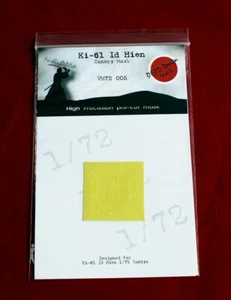 Ki-61 Id Hien
Canopy Mask
VMTS 005
High Precision pre-cut mask
1/72
1/72
Designed for
Ki-61 Id Hien 1/72 Tamiya